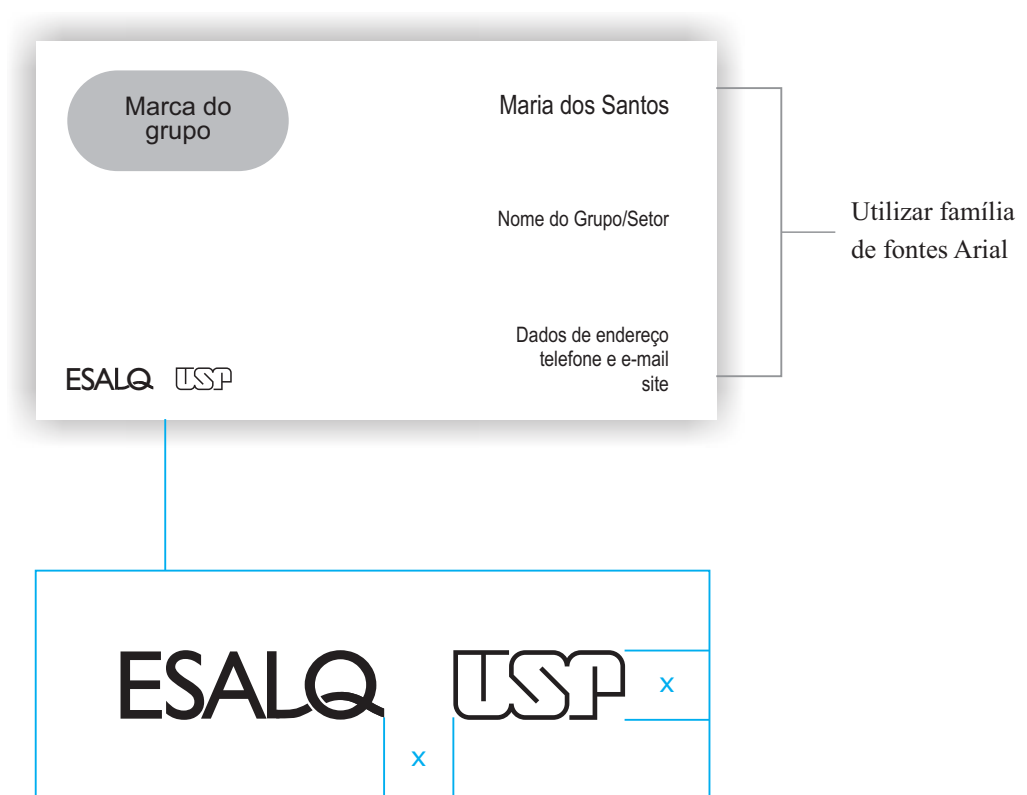 Marca do
grupo
Maria dos Santos
Nome do Grupo/Setor
Dados de endereço
telefone e e-mail
site
ESALQ USP
Utilizar família
de fontes Arial
ESALQ USP
x
x